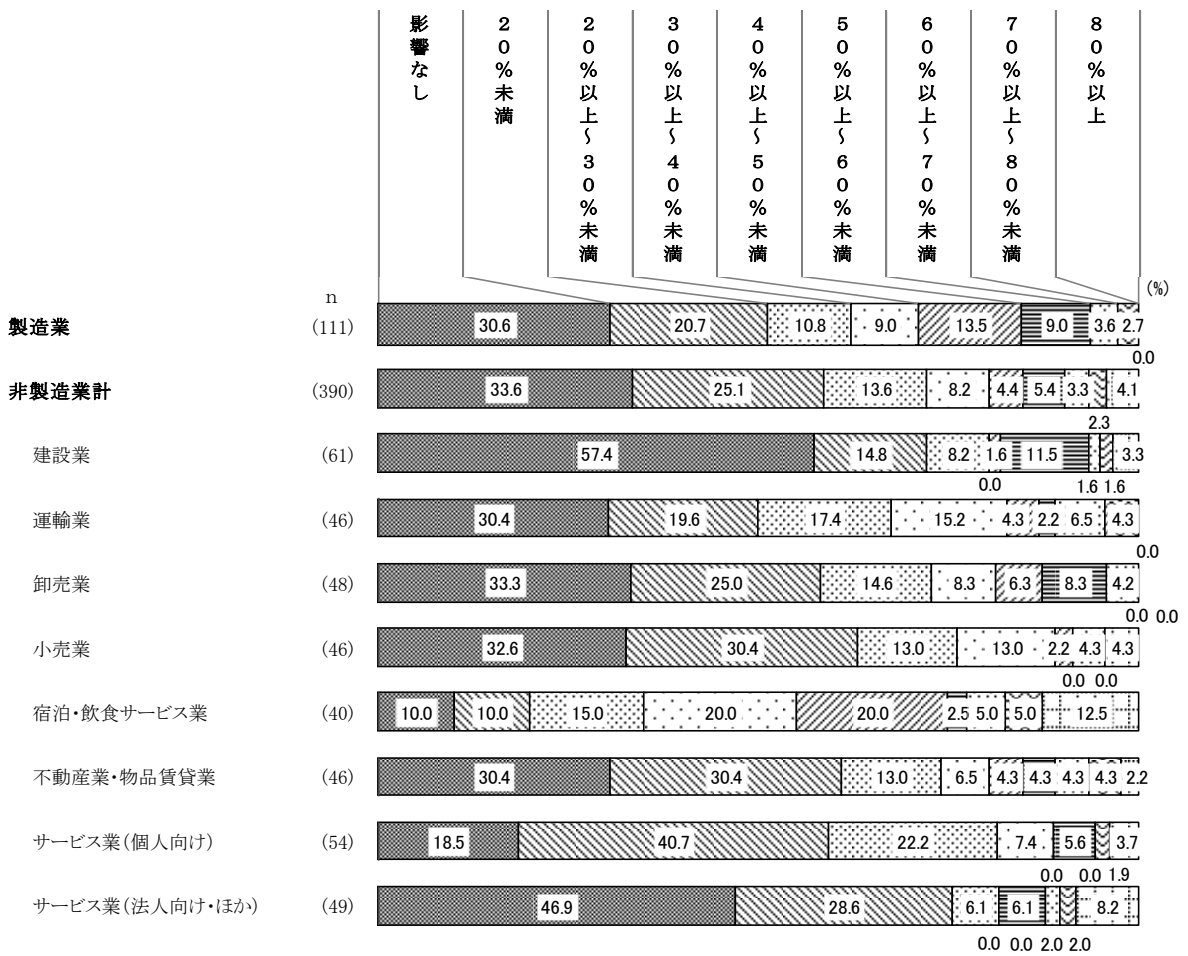 影響なし
20%未満
20%以上~30%未満
30%以上~40%未満
40%以上~50%未満
50%以上~60%未満
60%以上~70%未満
70%以上~80%未満
80%以上
(%)
n
製造業 (111) 30.6 20.7 10.8 9.0 13.5 9.0 3.6 2.7
0.0
非製造業計 (390) 33.6 25.1 13.6 8.2 4.4 5.4 3.3 4.1
2.3
建設業 (61) 57.4 14.8 8.2 1.6 11.5 3.3
0.0 1.6 1.6
運輸業 (46) 30.4 19.6 17.4 15.2 4.3 2.2 6.5 4.3
0.0
卸売業 (48) 33.3 25.0 14.6 8.3 6.3 8.3 4.2
0.0 0.0
小売業 (46) 32.6 30.4 13.0 13.0 2.2 4.3 4.3
0.0 0.0
宿泊・飲食サービス業 (40) 10.0 10.0 15.0 20.0 20.0 2.5 5.0 5.0 12.5
不動産業・物品賃貸業 (46) 30.4 30.4 13.0 6.5 4.3 4.3 4.3 4.3 2.2
サービス業(個人向け) (54) 18.5 40.7 22.2 7.4 5.6 3.7
0.0 0.0 1.9
サービス業(法人向け・ほか) (49) 46.9 28.6 6.1 6.1 8.2
0.0 0.0 2.0 2.0